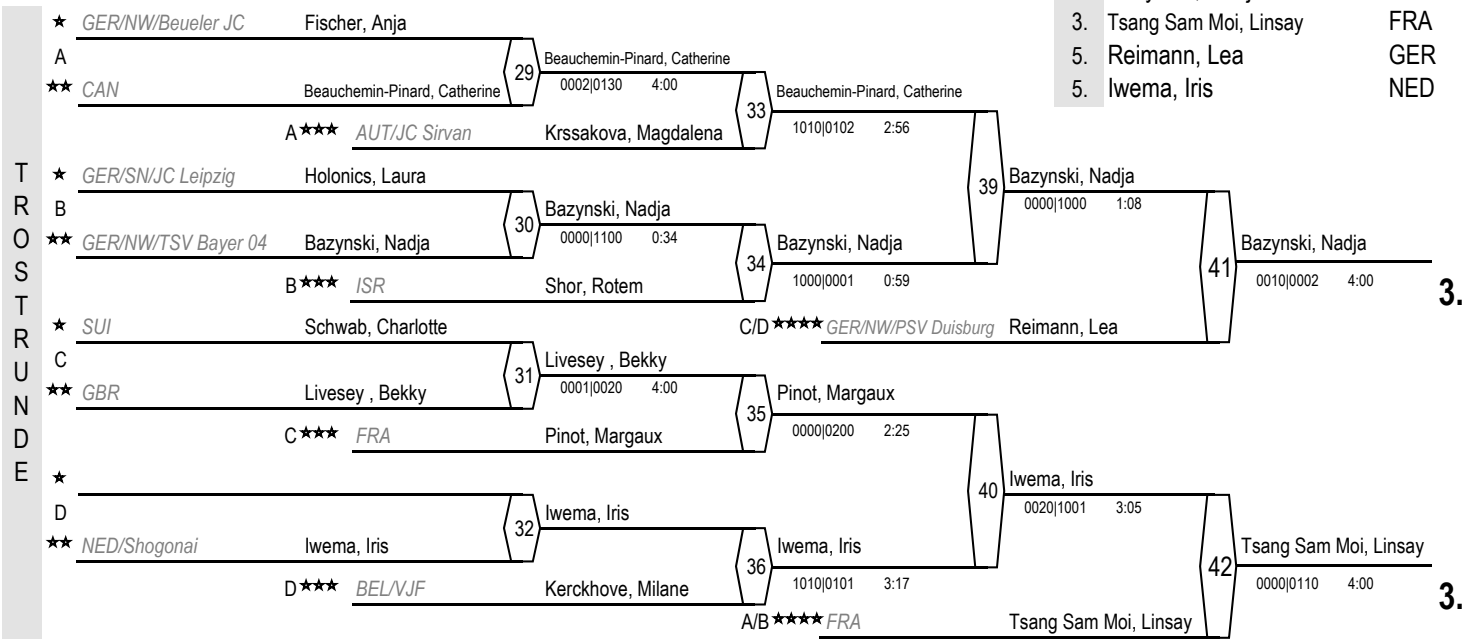 3. Tsang Sam Moi, Linsay FRA
5. Reimann, Lea GER
5. Iwema, Iris NED
TROSTRUNDE
★ GER/NW/Beueler JC Fischer, Anja
A
★★ CAN Beauchemin-Pinard, Catherine
29
Beauchemin-Pinard, Catherine
0002|0130 4:00
A★★★ AUT/JC Sirvan Krssakova, Magdalena
33
Beauchemin-Pinard, Catherine
1010|0102 2:56
★ GER/SN/JC Leipzig Holonics, Laura
B
★★ GER/NW/TSV Bayer 04 Bazynski, Nadja
30
Bazynski, Nadja
0000|1100 0:34
B★★★ ISR Shor, Rotem
34
Bazynski, Nadja
1000|0001 0:59
39
Bazynski, Nadja
0000|1000 1:08
C/D★★★★ GER/NW/PSV Duisburg Reimann, Lea
41
Bazynski, Nadja
0010|0002 4:00
3.
★ SUI Schwab, Charlotte
C
★★ GBR Livesey , Bekky
31
Livesey , Bekky
0001|0020 4:00
C★★★ FRA Pinot, Margaux
35
Pinot, Margaux
0000|0200 2:25
★
D
★★ NED/Shogonai Iwema, Iris
32
Iwema, Iris
D★★★ BEL/VJF Kerckhove, Milane
36
Iwema, Iris
1010|0101 3:17
40
Iwema, Iris
0020|1001 3:05
A/B★★★★ FRA Tsang Sam Moi, Linsay
42
Tsang Sam Moi, Linsay
0000|0110 4:00
3.